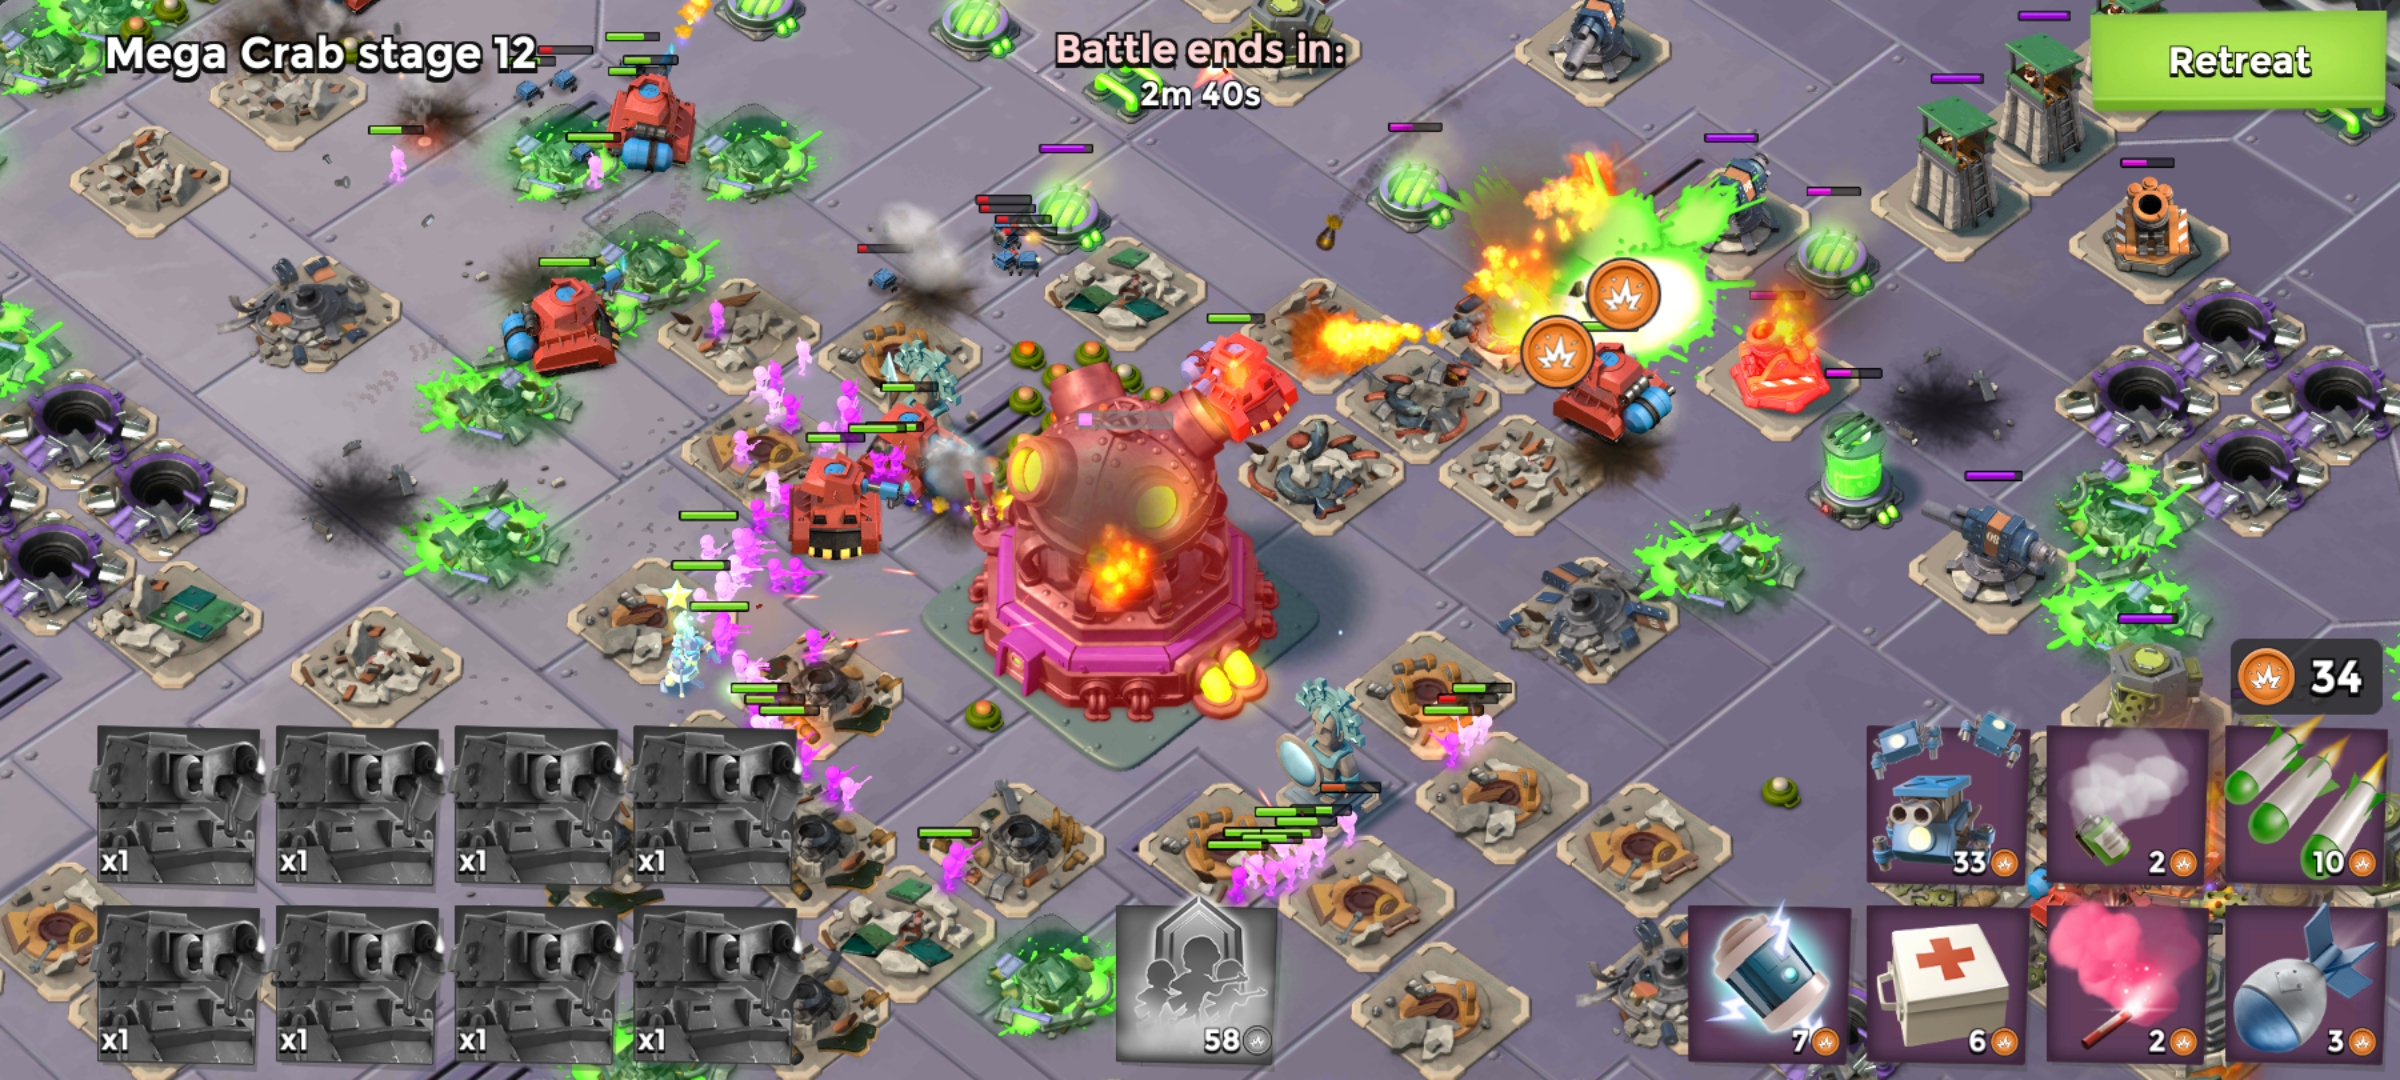 Mega Crab stage 12
Battle ends in:
2m 40s
Retreat
34
33
2
10
x1
x1
x1
x1
x1
x1
x1
x1
58
7
6
2
3